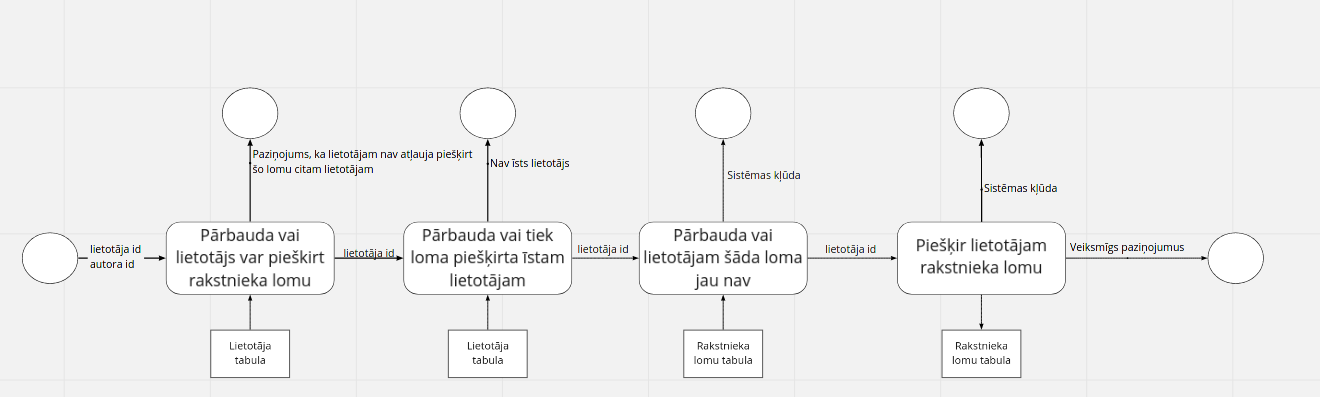 Paziņojums, ka lietotājam nav atļauja piešķirt
šo lomu citam lietotājam
Nav īsts lietotājs
Sistēmas kļūda
Sistēmas kļūda
lietotāja id
autora id
Pārbauda vai
lietotājs var pieškirt
rakstnieka lomu
lietotāja id
Pārbauda vai tiek
loma piešķirta īstam
lietotājam
lietotāja id
Pārbauda vai
lietotājam šāda loma
jau nav
lietotāja id
Piešķir lietotājam
rakstnieka lomu
Veiksmīgs paziņojumus
Lietotāja
tabula
Lietotāja
tabula
Rakstnieka
lomu tabula
Rakstnieka
lomu tabula